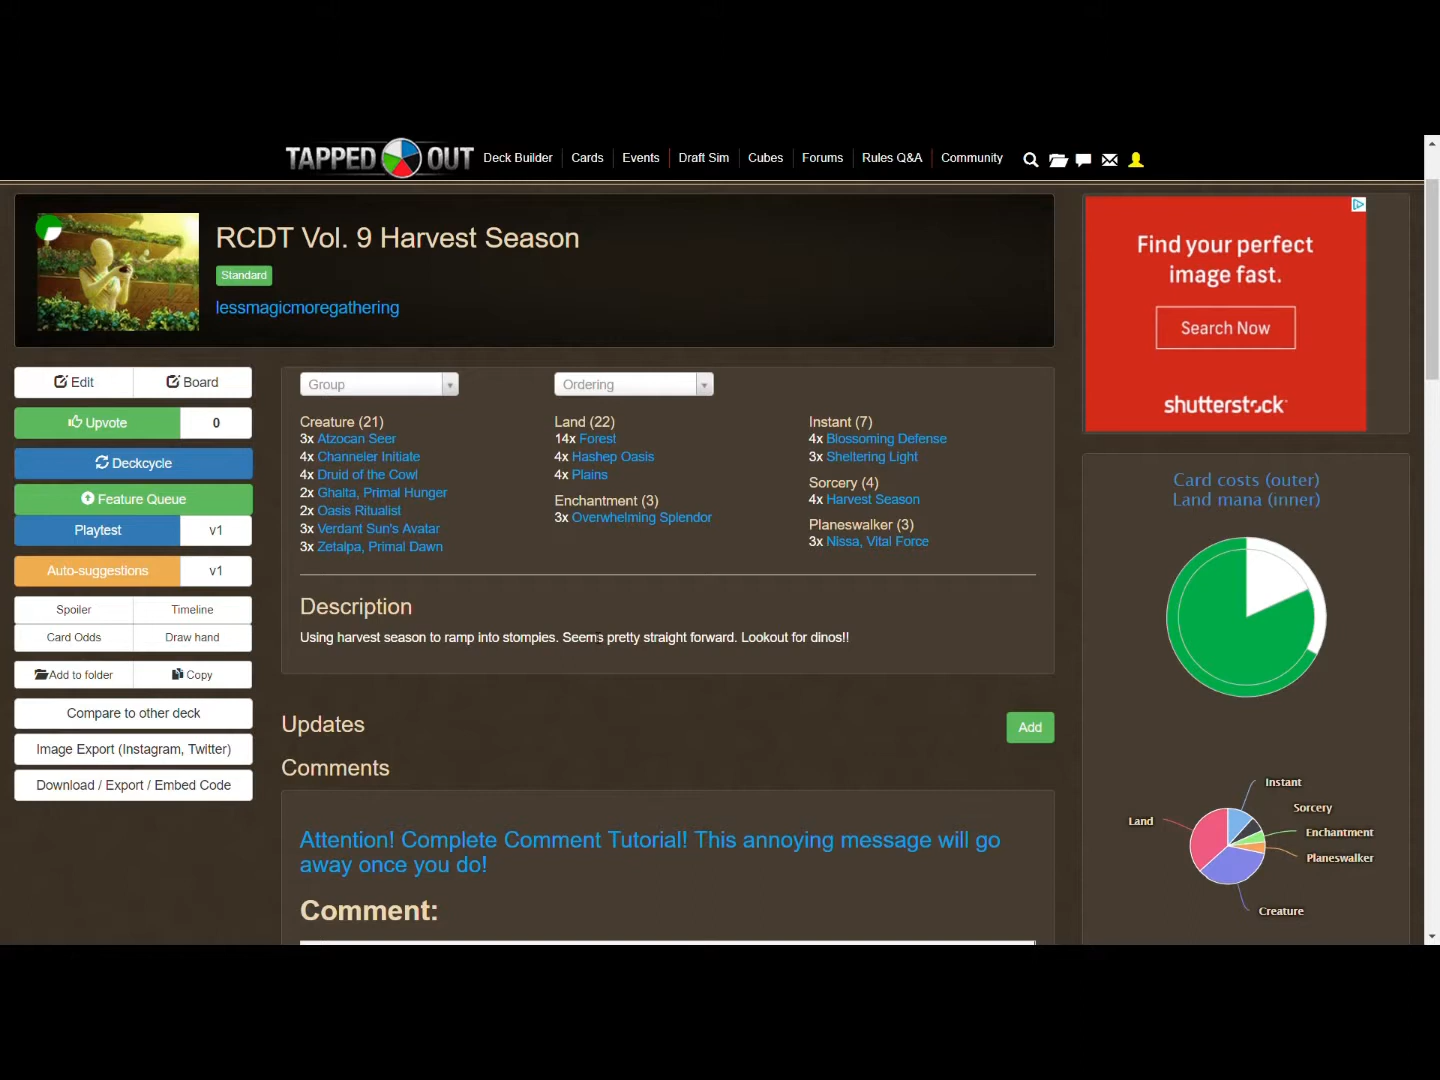 TAPPED OUT
Deck Builder
Cards
Events
Draft Sim
Cubes
Forums
Rules Q&A
Community
RCDT Vol. 9 Harvest Season
Standard
lessmagicmoregathering
Find your perfect
image fast.
Search Now
shutterstock
Edit
Board
Upvote
0
Deckcycle
Feature Queue
Playtest
v1
Auto-suggestions
v1
Spoiler
Timeline
Card Odds
Draw hand
Add to folder
Copy
Compare to other deck
Image Export (Instagram, Twitter)
Download / Export / Embed Code
Group
Ordering
Creature (21)
3x Atzocan Seer
4x Channeler Initiate
4x Druid of the Cowl
2x Ghalta, Primal Hunger
2x Oasis Ritualist
3x Verdant Sun's Avatar
3x Zetalpa, Primal Dawn
Land (22)
14x Forest
4x Hashep Oasis
4x Plains
Enchantment (3)
3x Overwhelming Splendor
Instant (7)
4x Blossoming Defense
3x Sheltering Light
Sorcery (4)
4x Harvest Season
Planeswalker (3)
3x Nissa, Vital Force
Description
Using harvest season to ramp into stompies. Seems pretty straight forward. Lookout for dinos!!
Updates
Add
Comments
Attention! Complete Comment Tutorial! This annoying message will go
away once you do!
Comment:
Card costs (outer)
Land mana (inner)
Instant
Sorcery
Land
Enchantment
Planeswalker
Creature